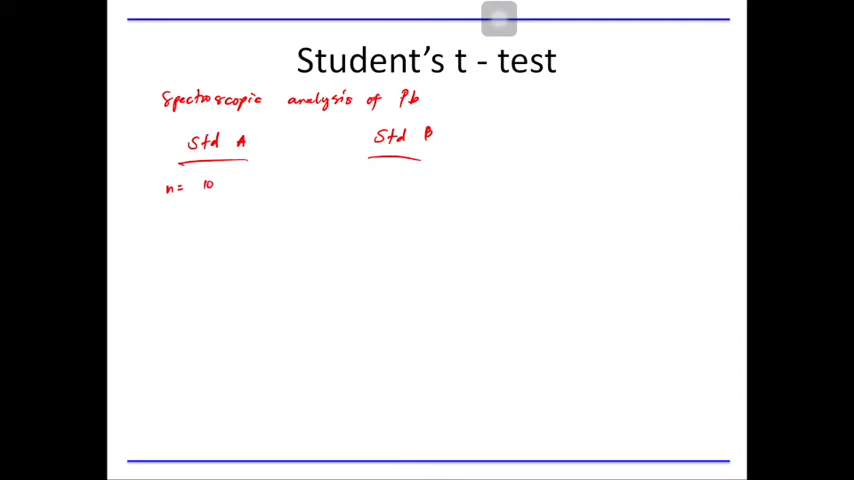 Student's t - test
Spectroscopic analysis of Pb
Std A Std B
n= 10